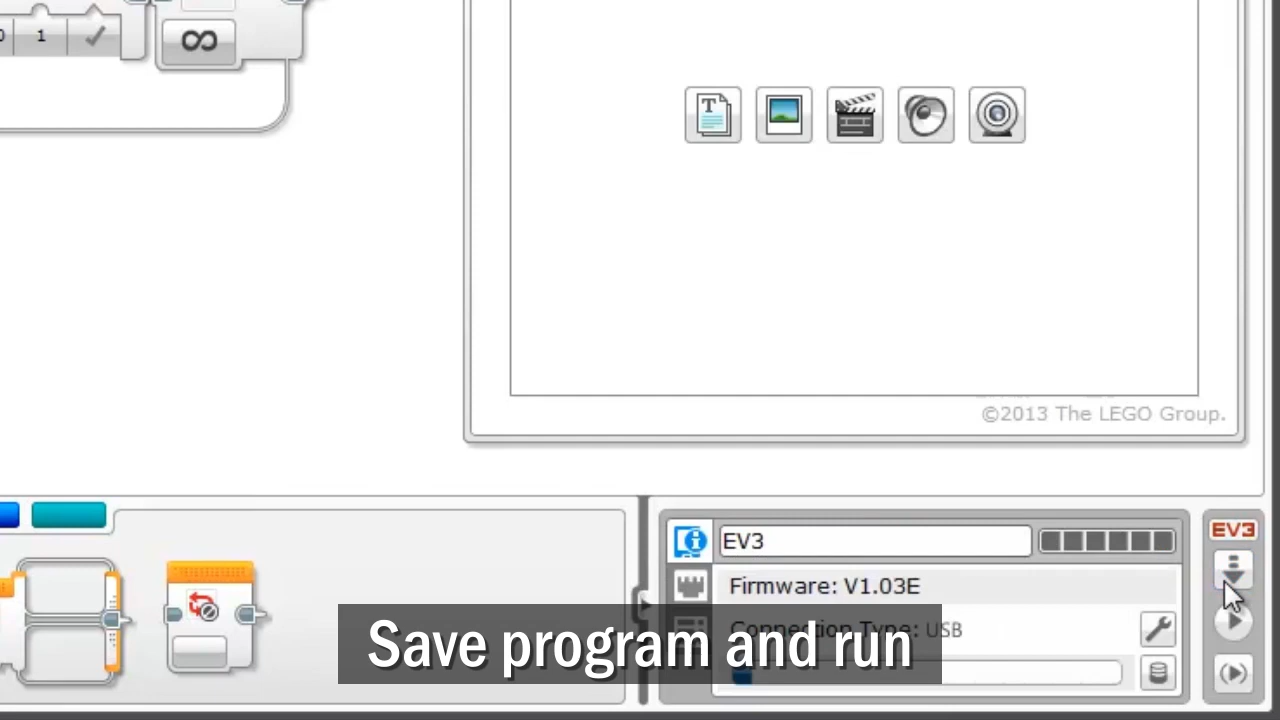 1
T
©2013 The LEGO Group.
EV3
EV3
Firmware: V1.03E
Connection Type: USB
Save program and run